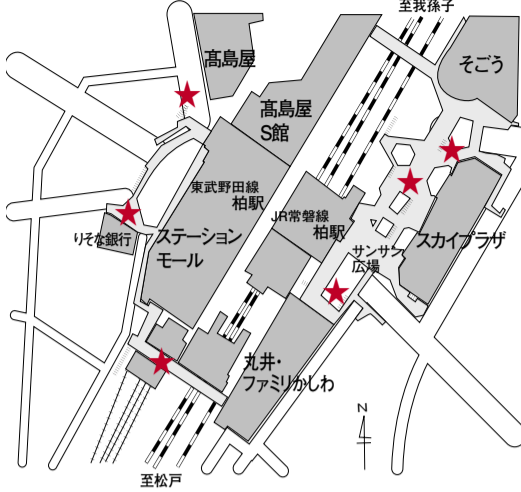 至我孫子
髙島屋
そごう
髙島屋
S館
東武野田線
柏駅
JR常磐線
柏駅
りそな銀行
ステーション
モール
サンサン
広場
スカイプラザ
丸井・
ファミリかしわ
N
至松戸